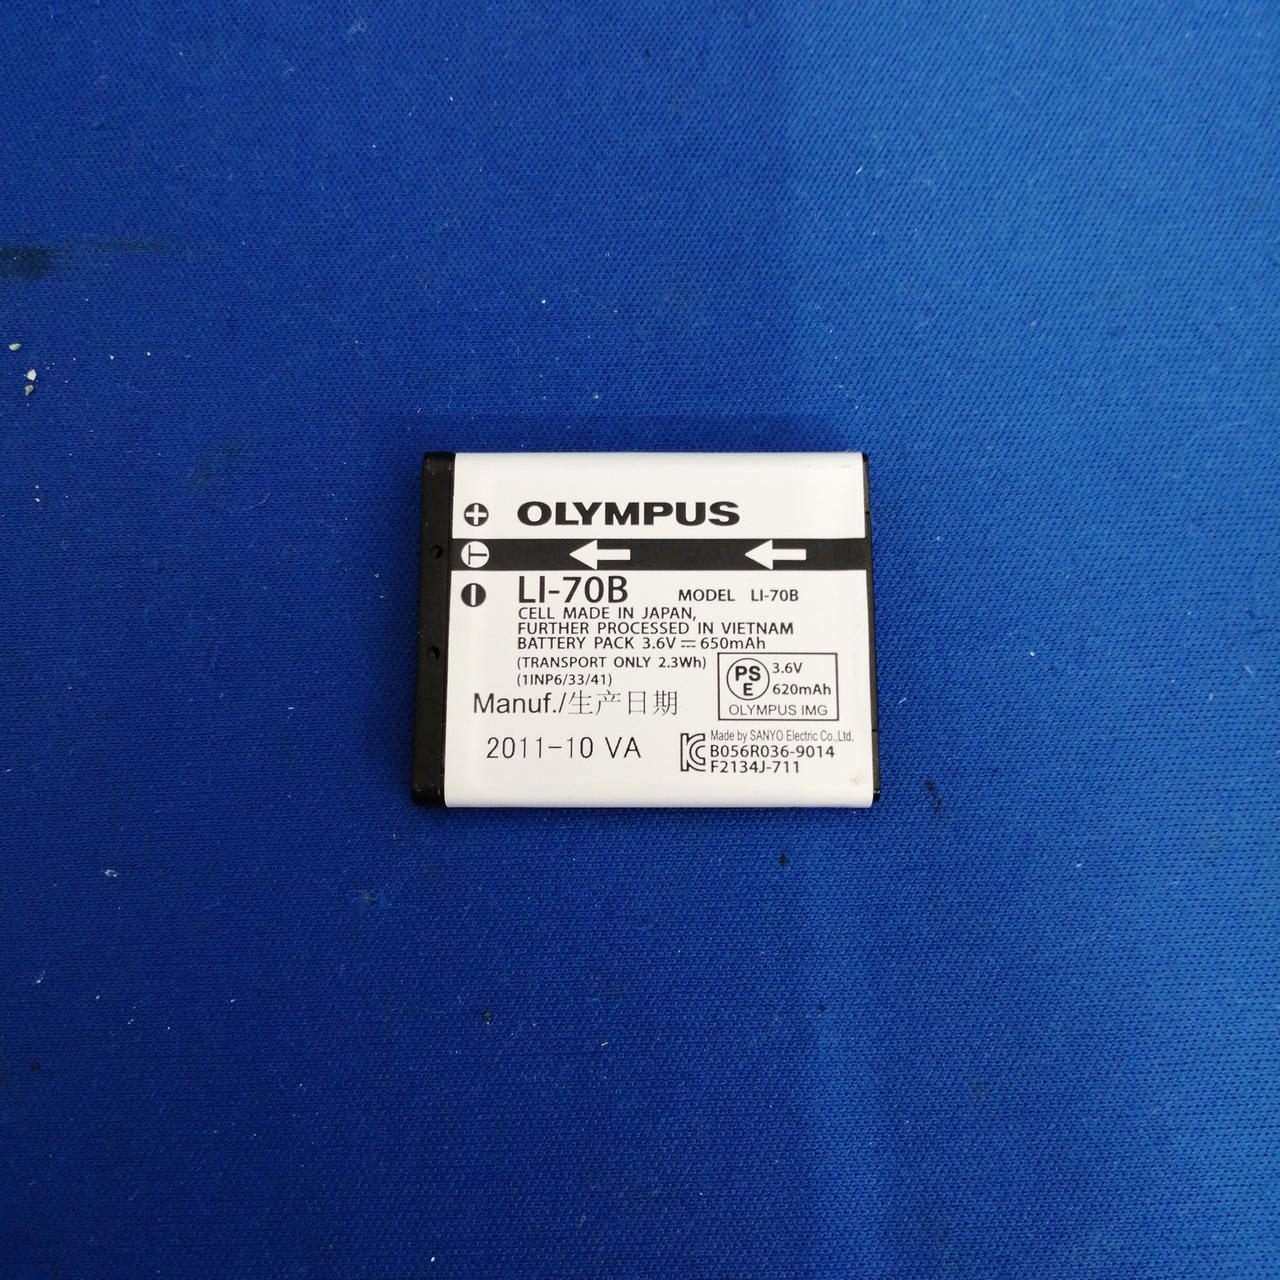 OLYMPUS
LI-70B MODEL LI-70B
CELL MADE IN JAPAN,
FURTHER PROCESSED IN VIETNAM
BATTERY PACK 3.6V⎓650mAh
(TRANSPORT ONLY 2.3Wh)
(1INP6/33/41)
PS
E
3.6V
620mAh
OLYMPUS IMG
Manuf./生产日期
2011-10 VA
Made by SANYO Electric Co.,Ltd.
B056R036-9014
F2134J-711